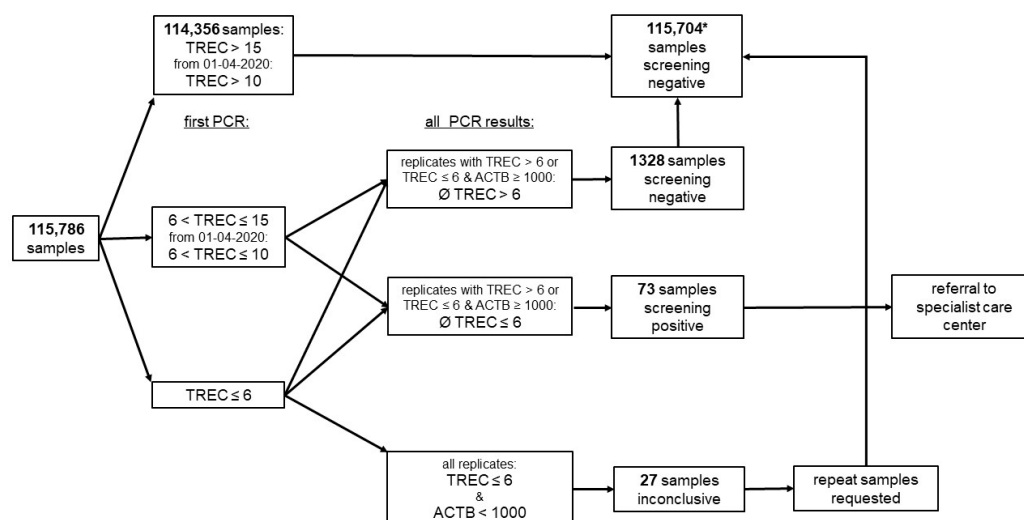 114,356 samples:
TREC > 15
from 01-04-2020:
TREC > 10
115,704*
samples
screening
negative
first PCR:
all PCR results:
replicates with TREC > 6 or
TREC ≤ 6 & ACTB ≥ 1000:
Ø TREC > 6
1328 samples
screening
negative
115,786
samples
6 < TREC ≤ 15
from 01-04-2020:
6 < TREC ≤ 10
replicates with TREC > 6 or
TREC ≤ 6 & ACTB ≥ 1000:
Ø TREC ≤ 6
73 samples
screening
positive
referral to
specialist care
center
TREC ≤ 6
all replicates:
TREC ≤ 6
&
ACTB < 1000
27 samples
inconclusive
repeat samples
requested